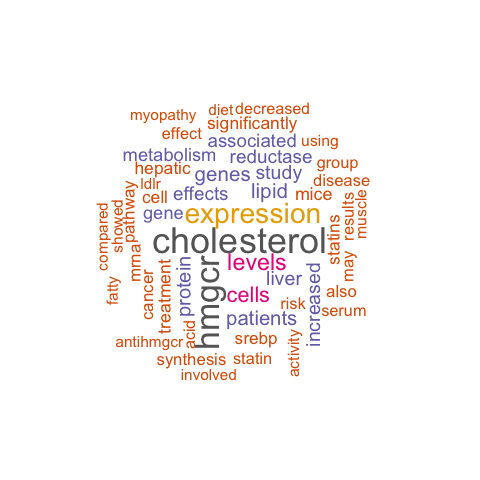 diet
decreased
myopathy
significantly
effect
associated
using
metabolism
reductase
group
hepatic
genes
study
disease
ldlr
cell
effects
lipid
mice
gene
expression
compared
showed
pathway
statins
may
results
muscle
cholesterol
levels
mrna
hmgcr
liver
fatty
cancer
treatment
protein
cells
risk
increased
also
serum
patients
acid
antihmgcr
srebp
activity
synthesis
statin
involved